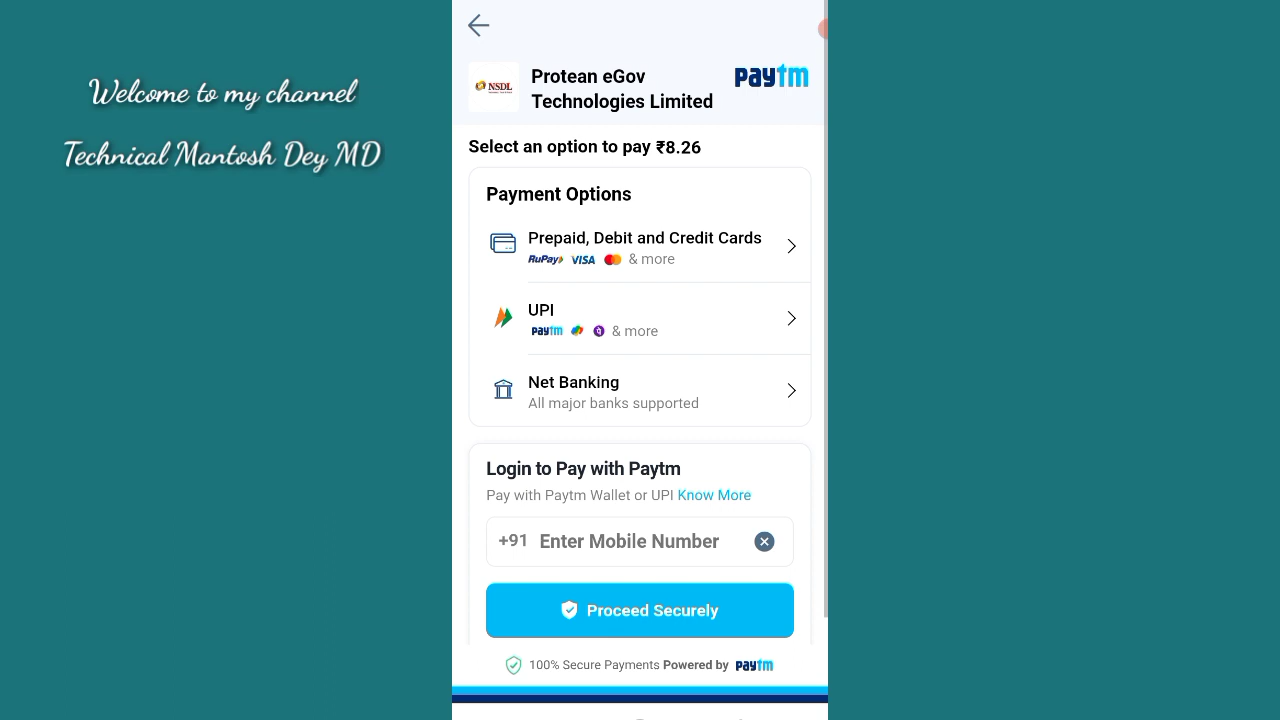 Welcome to my channel
Technical Mantosh Dey MD
NSDL
Protean eGov
Technologies Limited
paytm
Select an option to pay ₹8.26
Payment Options
Prepaid, Debit and Credit Cards
RuPay VISA & more
UPI
paytm & more
Net Banking
All major banks supported
Login to Pay with Paytm
Pay with Paytm Wallet or UPI Know More
+91 Enter Mobile Number
Proceed Securely
100% Secure Payments Powered by paytm